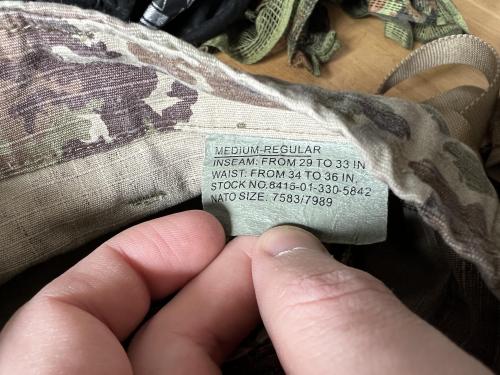 MEDIUM-REGULAR
INSEAM: FROM 29 TO 33 IN
WAIST: FROM 34 TO 36 IN.
STOCK NO.8415-01-330-5842
NATO SIZE: 7583/7989